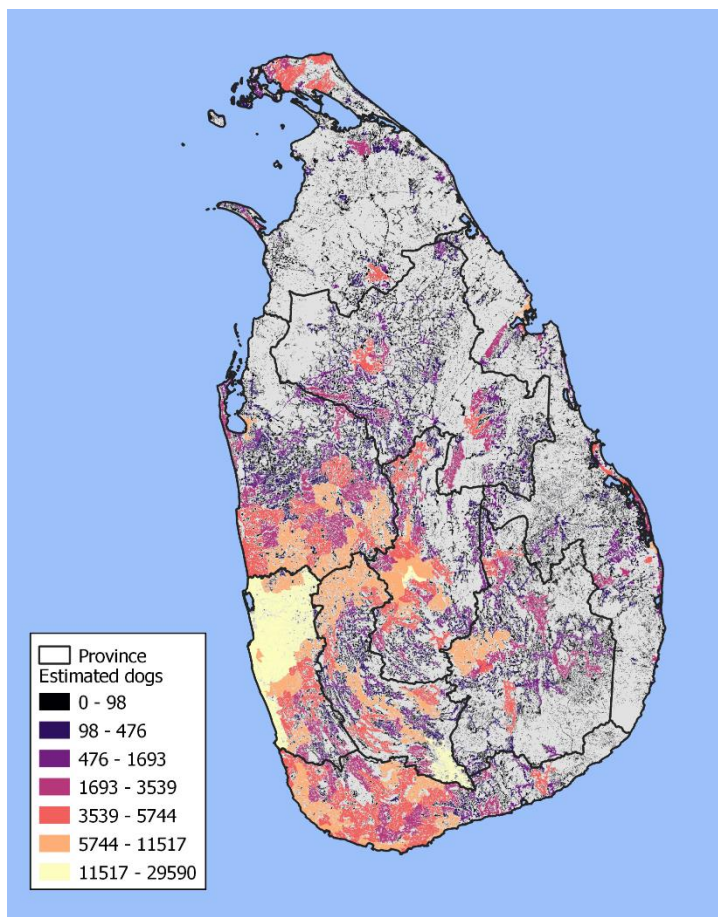 Province
Estimated dogs
0 - 98
98 - 476
476 - 1693
1693 - 3539
3539 - 5744
5744 - 11517
11517 - 29590